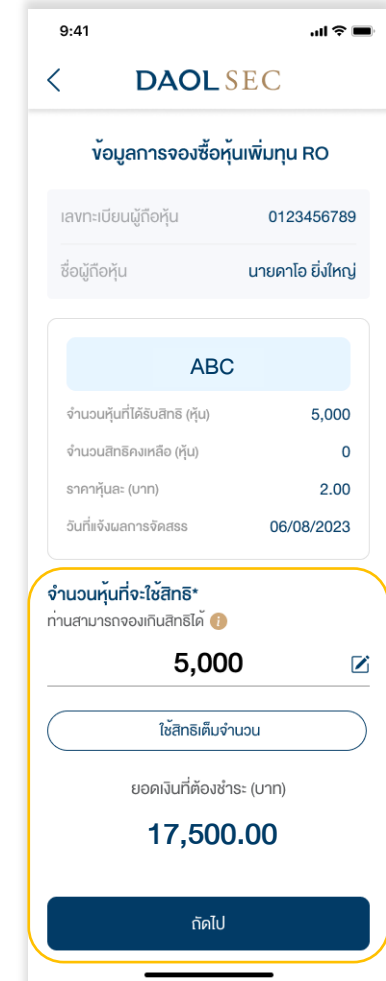 9:41
DAOL SEC
ข้อมูลการจองซื้อหุ้นเพิ่มทุน RO
เลขทะเบียนผู้ถือหุ้น 0123456789
ชื่อผู้ถือหุ้น นายดาโอ ยิ่งใหญ่
ABC
จำนวนหุ้นที่ได้รับสิทธิ (หุ้น) 5,000
จำนวนสิทธิคงเหลือ (หุ้น) 0
ราคาหุ้นละ (บาท) 2.00
วันที่แจ้งผลการจัดสรร 06/08/2023
จำนวนหุ้นที่จะใช้สิทธิ*
ท่านสามารถจองเกินสิทธิได้ i
5,000
ใช้สิทธิเต็มจำนวน
ยอดเงินที่ต้องชำระ (บาท)
17,500.00
ถัดไป